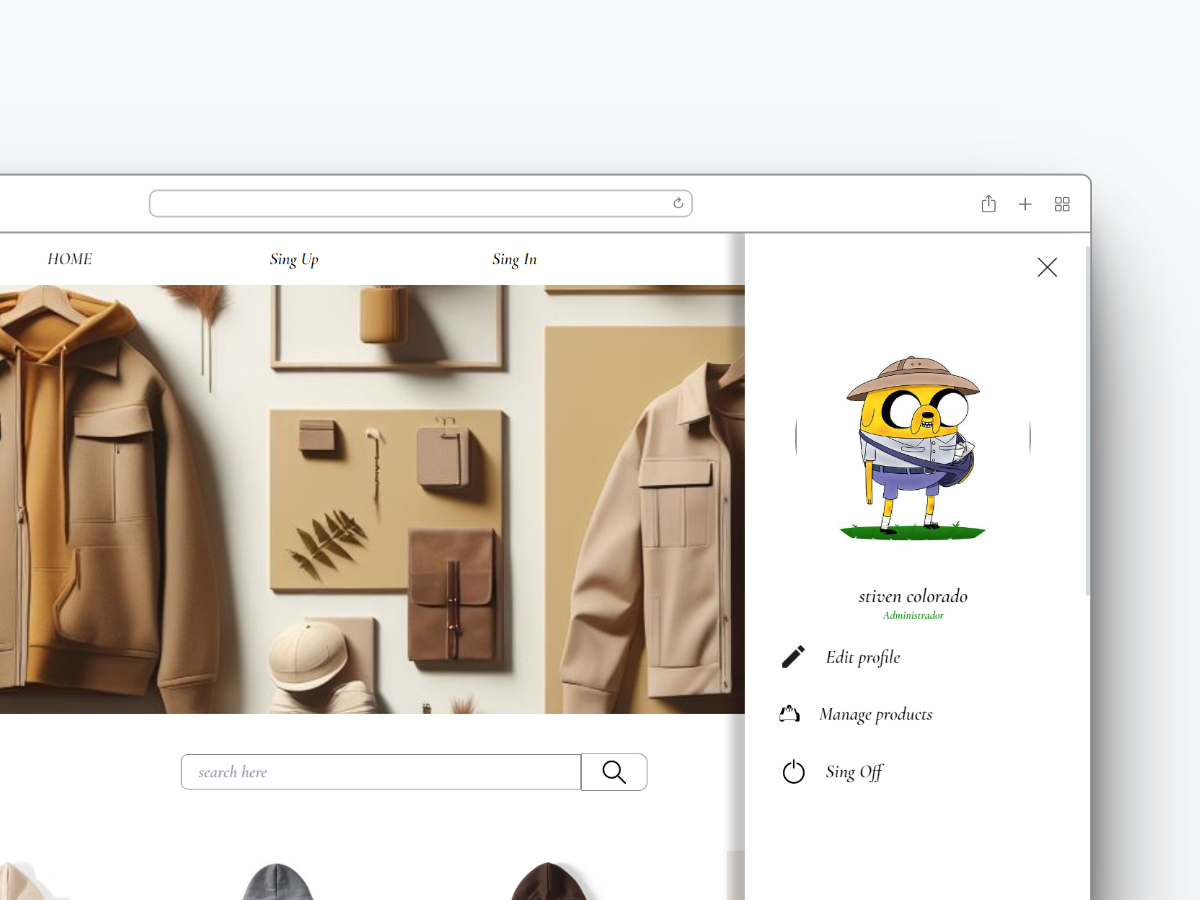 HOME
Sing Up
Sing In
stiven colorado
Administrador
Edit profile
Manage products
Sing Off
search here